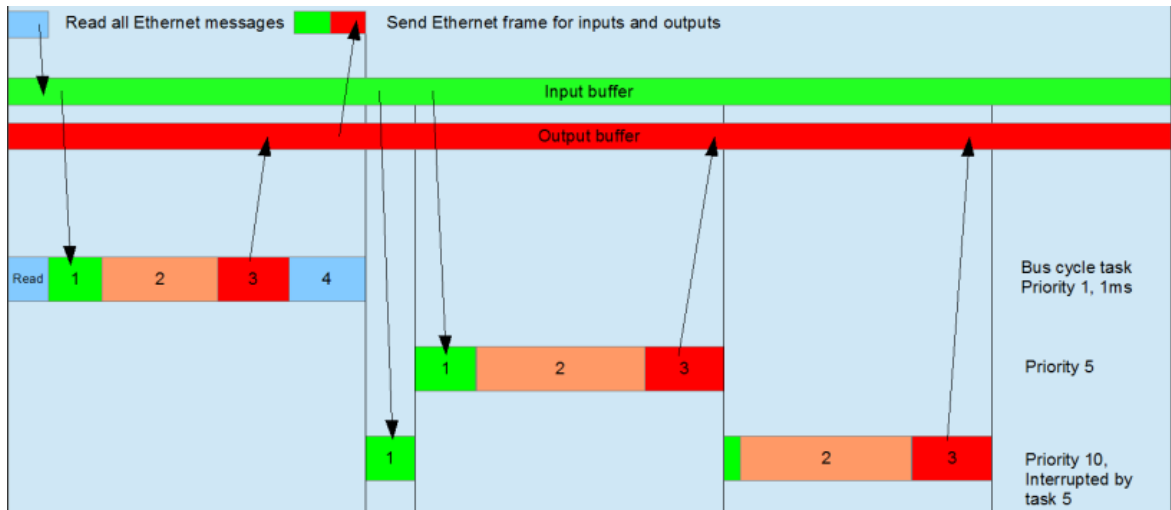 Read all Ethernet messages
Send Ethernet frame for inputs and outputs
Input buffer
Output buffer
Read 1 2 3 4
Bus cycle task
Priority 1, 1ms
1 2 3
Priority 5
1 2 3
Priority 10,
Interrupted by
task 5